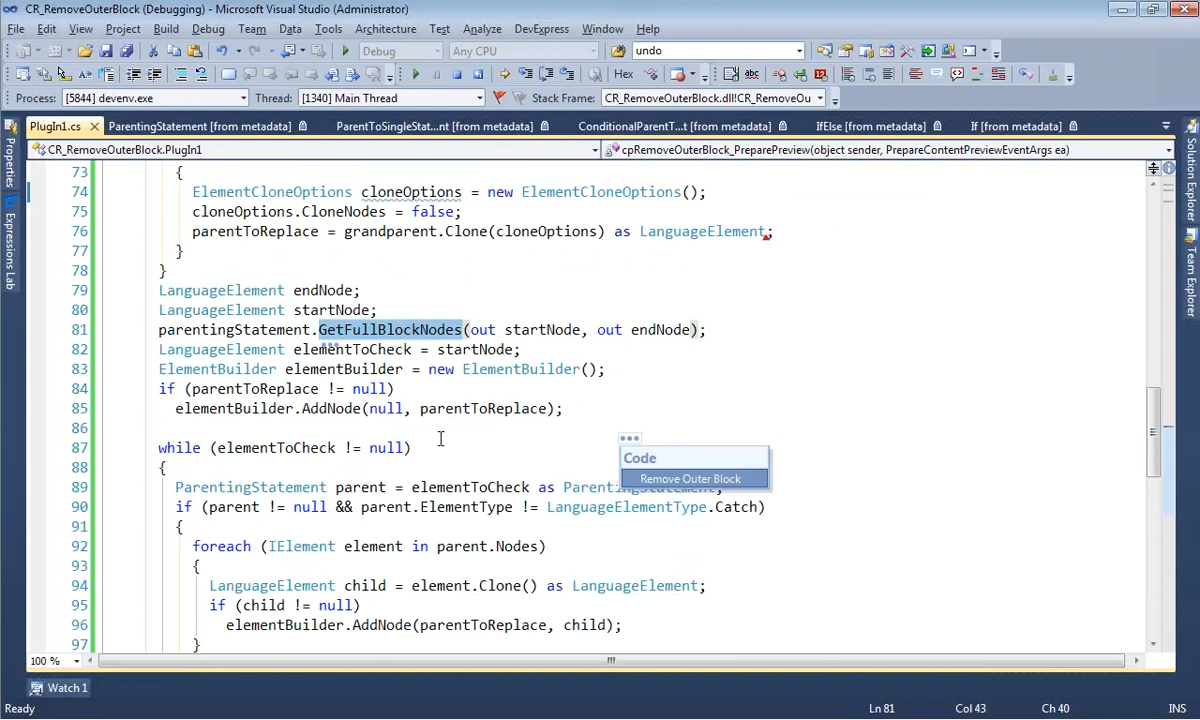 CR_RemoveOuterBlock (Debugging) - Microsoft Visual Studio (Administrator)
File Edit View Project Build Debug Team Data Tools Architecture Test Analyze DevExpress Window Help
Debug Any CPU undo
Hex
Process: [5844] devenv.exe Thread: [1340] Main Thread Stack Frame: CR_RemoveOuterBlock.dll!CR_RemoveOu
PlugIn1.cs ParentingStatement [from metadata] ParentToSingleStat...nt [from metadata] ConditionalParentT...t [from metadata] IfElse [from metadata] If [from metadata]
CR_RemoveOuterBlock.PlugIn1 cpRemoveOuterBlock_PreparePreview(object sender, PrepareContentPreviewEventArgs ea)
Properties
Expressions Lab
Solution Explorer
Team Explorer
73 {
74 ElementCloneOptions cloneOptions = new ElementCloneOptions();
75 cloneOptions.CloneNodes = false;
76 parentToReplace = grandparent.Clone(cloneOptions) as LanguageElement;
77 }
78 }
79 LanguageElement endNode;
80 LanguageElement startNode;
81 parentingStatement.GetFullBlockNodes(out startNode, out endNode);
82 LanguageElement elementToCheck = startNode;
83 ElementBuilder elementBuilder = new ElementBuilder();
84 if (parentToReplace != null)
85 elementBuilder.AddNode(null, parentToReplace);
86
87 while (elementToCheck != null)
88 {
89 ParentingStatement parent = elementToCheck as ParentingStatement;
90 if (parent != null && parent.ElementType != LanguageElementType.Catch)
91 {
92 foreach (IElement element in parent.Nodes)
93 {
94 LanguageElement child = element.Clone() as LanguageElement;
95 if (child != null)
96 elementBuilder.AddNode(parentToReplace, child);
97 }
Code
Remove Outer Block
100 %
Watch 1
Ready Ln 81 Col 43 Ch 40 INS